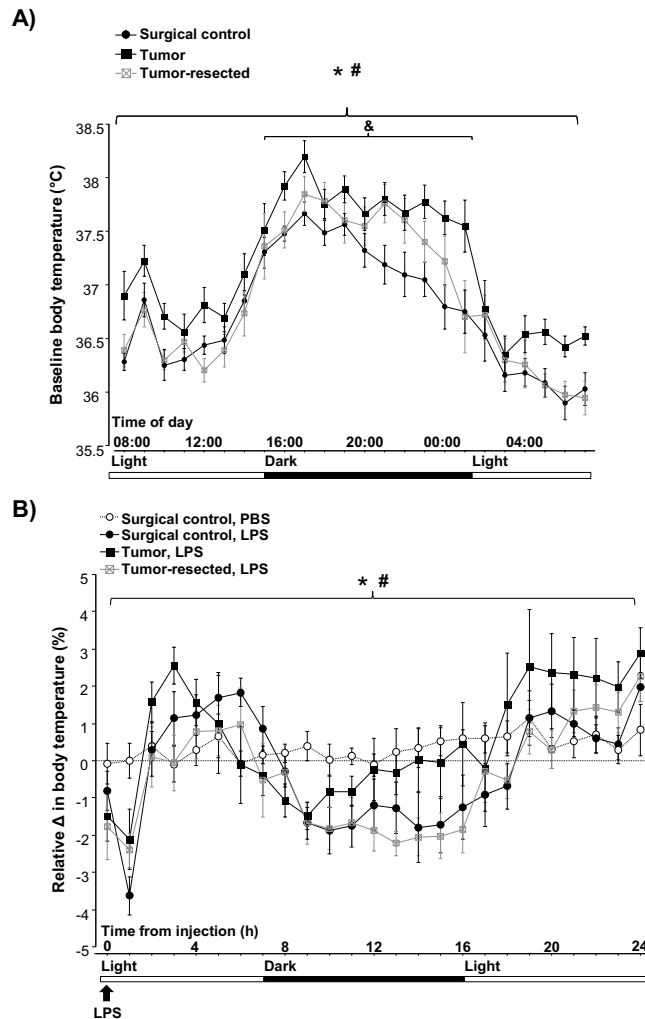 A)
Surgical control
Tumor
Tumor-resected
* #
&
38.5
38
37.5
37
36.5
36
35.5
Baseline body temperature (°C)
Time of day
08:00 12:00 16:00 20:00 00:00 04:00
Light Dark Light
B)
Surgical control, PBS
Surgical control, LPS
Tumor, LPS
Tumor-resected, LPS
* #
5
4
3
2
1
0
-1
-2
-3
-4
-5
Relative Δ in body temperature (%)
Time from injection (h)
0 4 8 12 16 20 24
Light Dark Light
LPS